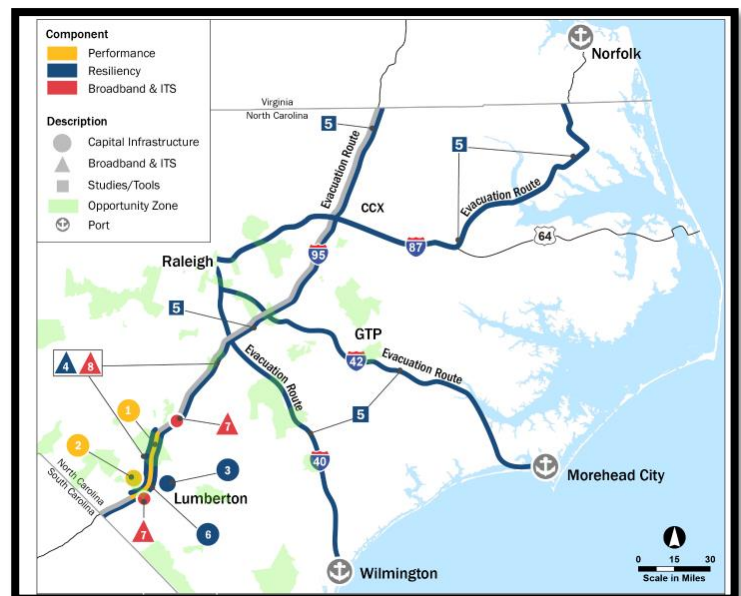 Component
Performance
Resiliency
Broadband & ITS
Description
Capital Infrastructure
Broadband & ITS
Studies/Tools
Opportunity Zone
Port
Norfolk
Virginia
North Carolina
5
Evacuation Route
5
Evacuation Route
CCX
64
87
95
Raleigh
5
GTP
42
Evacuation Route
Evacuation Route
4
8
5
1
7
2
40
3
Morehead City
North Carolina
South Carolina
Lumberton
6
7
Wilmington
0 15 30
Scale in Miles